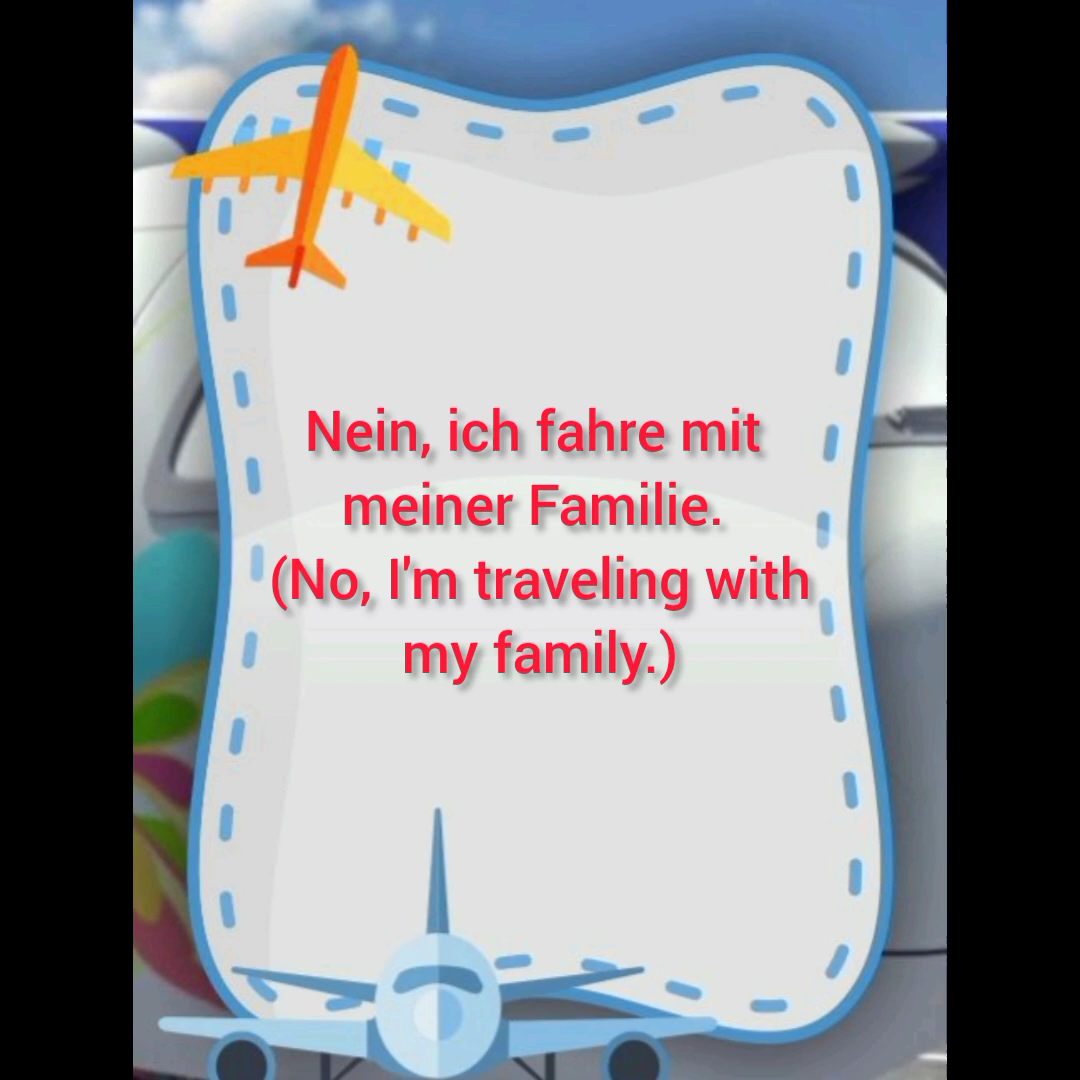 Nein, ich fahre mit
meiner Familie.
(No, I'm traveling with
my family.)